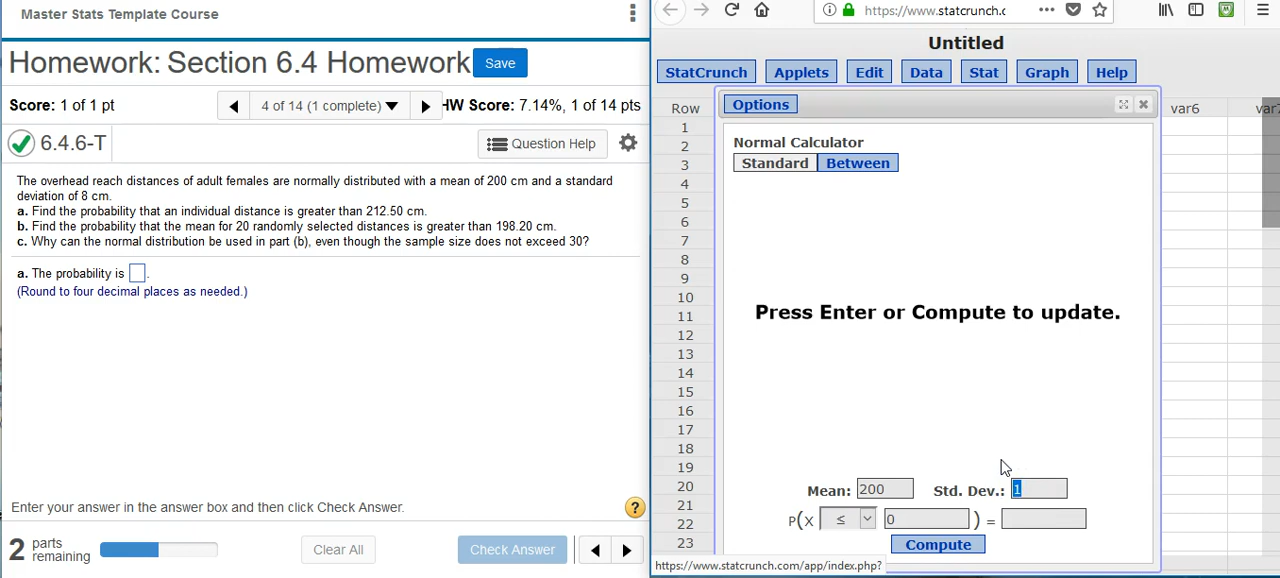 Master Stats Template Course
Homework: Section 6.4 Homework
Save
Score: 1 of 1 pt
4 of 14 (1 complete)
HW Score: 7.14%, 1 of 14 pts
6.4.6-T
Question Help
The overhead reach distances of adult females are normally distributed with a mean of 200 cm and a standard
deviation of 8 cm.
a. Find the probability that an individual distance is greater than 212.50 cm.
b. Find the probability that the mean for 20 randomly selected distances is greater than 198.20 cm.
c. Why can the normal distribution be used in part (b), even though the sample size does not exceed 30?
a. The probability is .
(Round to four decimal places as needed.)
Enter your answer in the answer box and then click Check Answer.
?
2 parts
remaining
Clear All
Check Answer
https://www.statcrunch.c
Untitled
StatCrunch Applets Edit Data Stat Graph Help
Row
var6
var7
Options
1
2
3
4
5
6
7
8
9
10
11
12
13
14
15
16
17
18
19
20
21
22
23
Normal Calculator
Standard Between
Press Enter or Compute to update.
Mean: 200 Std. Dev.: 1
P(x ≤ 0 ) =
Compute
https://www.statcrunch.com/app/index.php?